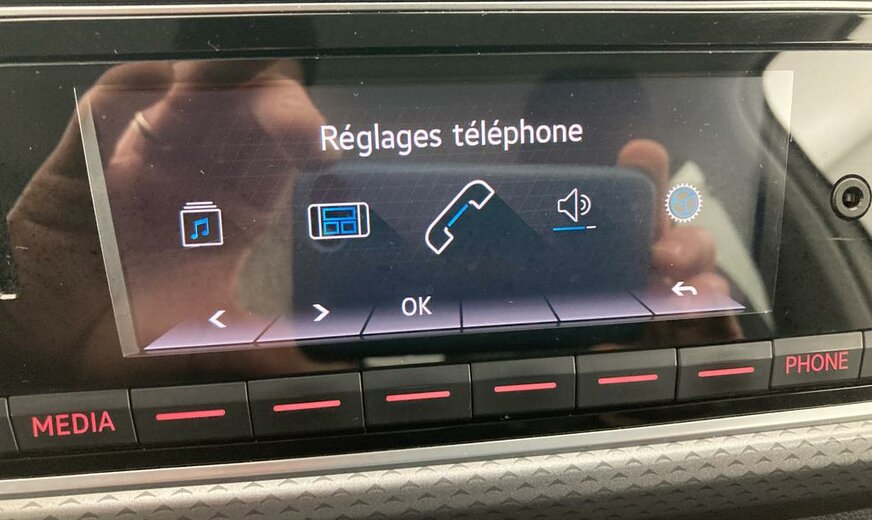 Réglages téléphone
< > OK
MEDIA
PHONE